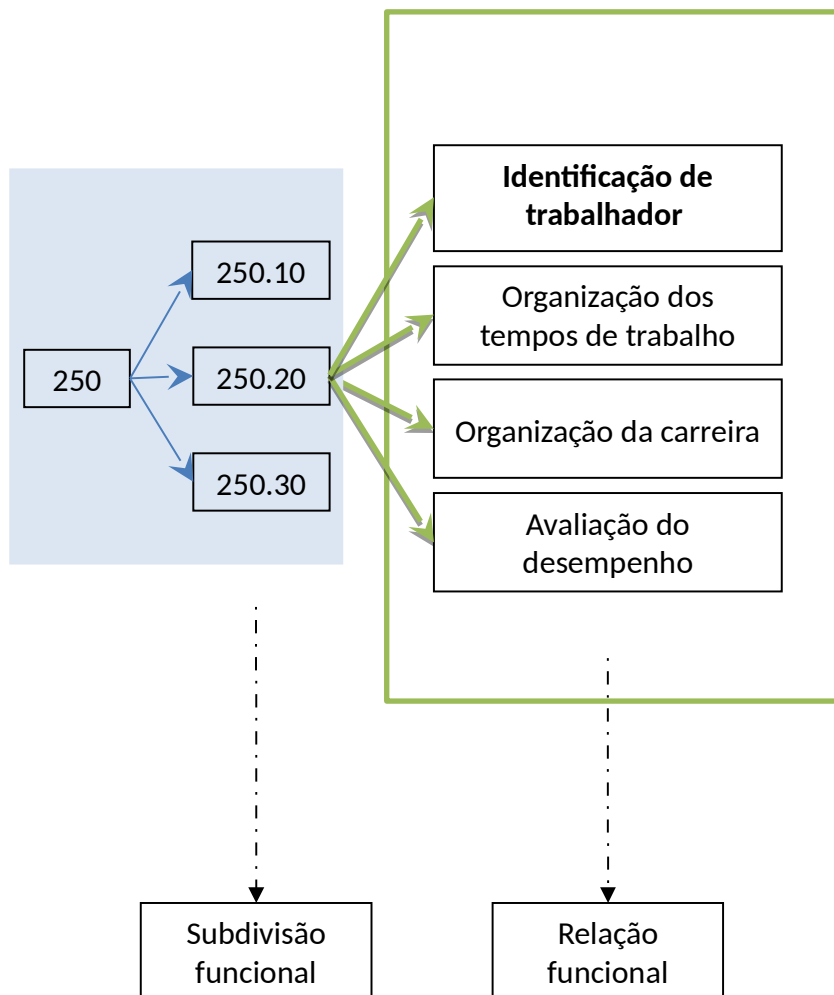 250
250.10
250.20
250.30
Identificação de
trabalhador
Organização dos
tempos de trabalho
Organização da carreira
Avaliação do
desempenho
Subdivisão
funcional
Relação
funcional